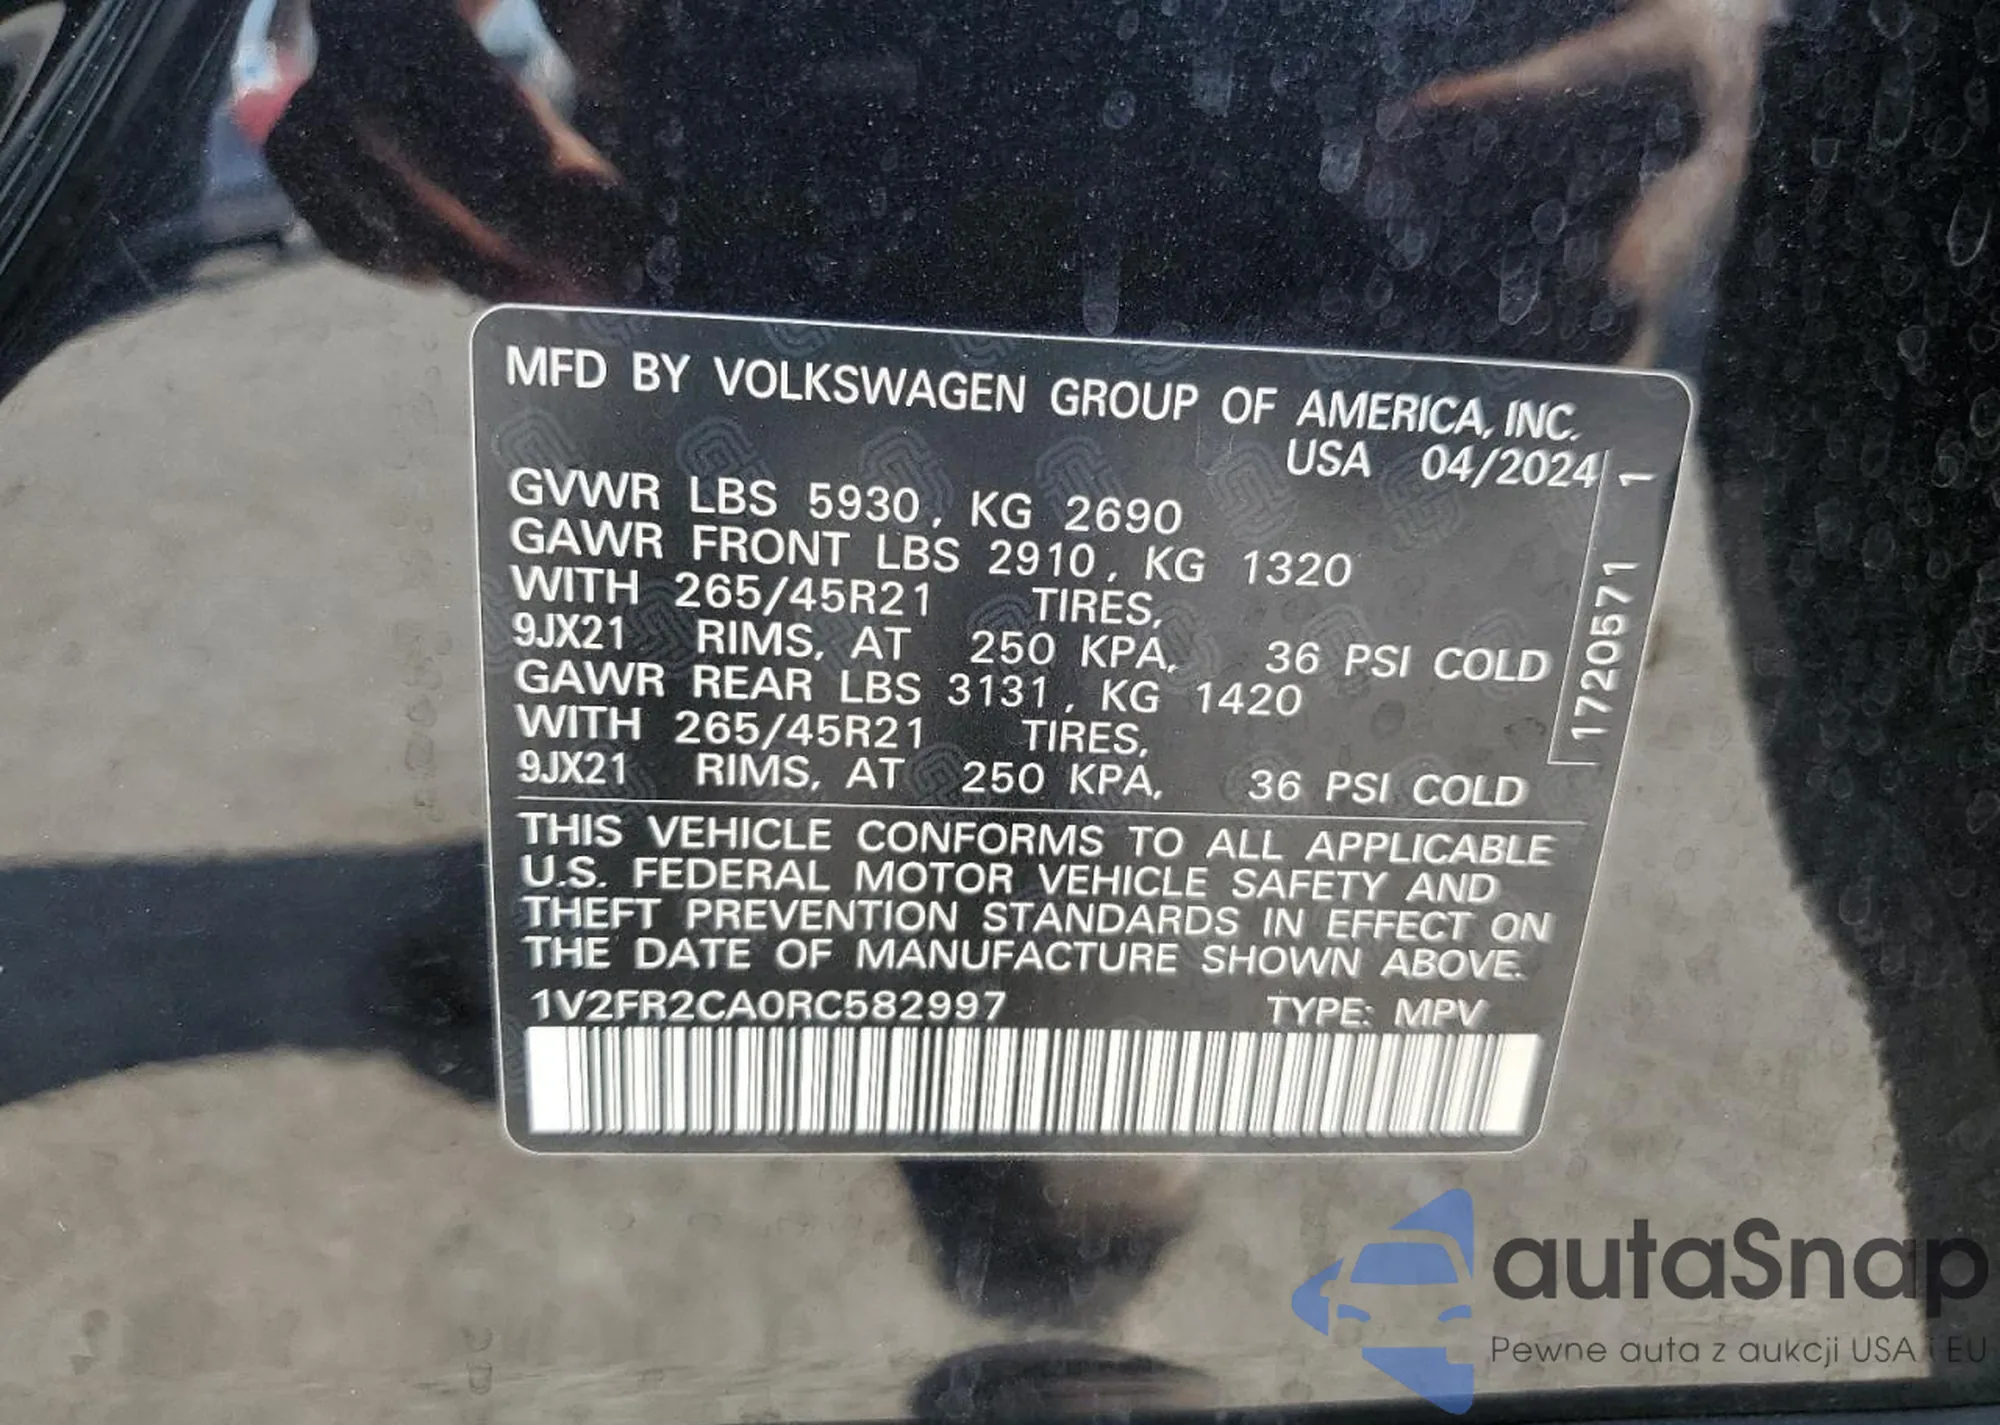 MFD BY VOLKSWAGEN GROUP OF AMERICA, INC.
USA 04/2024
GVWR LBS 5930, KG 2690
GAWR FRONT LBS 2910, KG 1320
WITH 265/45R21 TIRES,
9JX21 RIMS, AT 250 KPA, 36 PSI COLD
GAWR REAR LBS 3131, KG 1420
WITH 265/45R21 TIRES,
9JX21 RIMS, AT 250 KPA, 36 PSI COLD
1720571 1
THIS VEHICLE CONFORMS TO ALL APPLICABLE
U.S. FEDERAL MOTOR VEHICLE SAFETY AND
THEFT PREVENTION STANDARDS IN EFFECT ON
THE DATE OF MANUFACTURE SHOWN ABOVE.
1V2FR2CA0RC582997 TYPE: MPV
autaSnap
Pewne auta z aukcji USA i EU